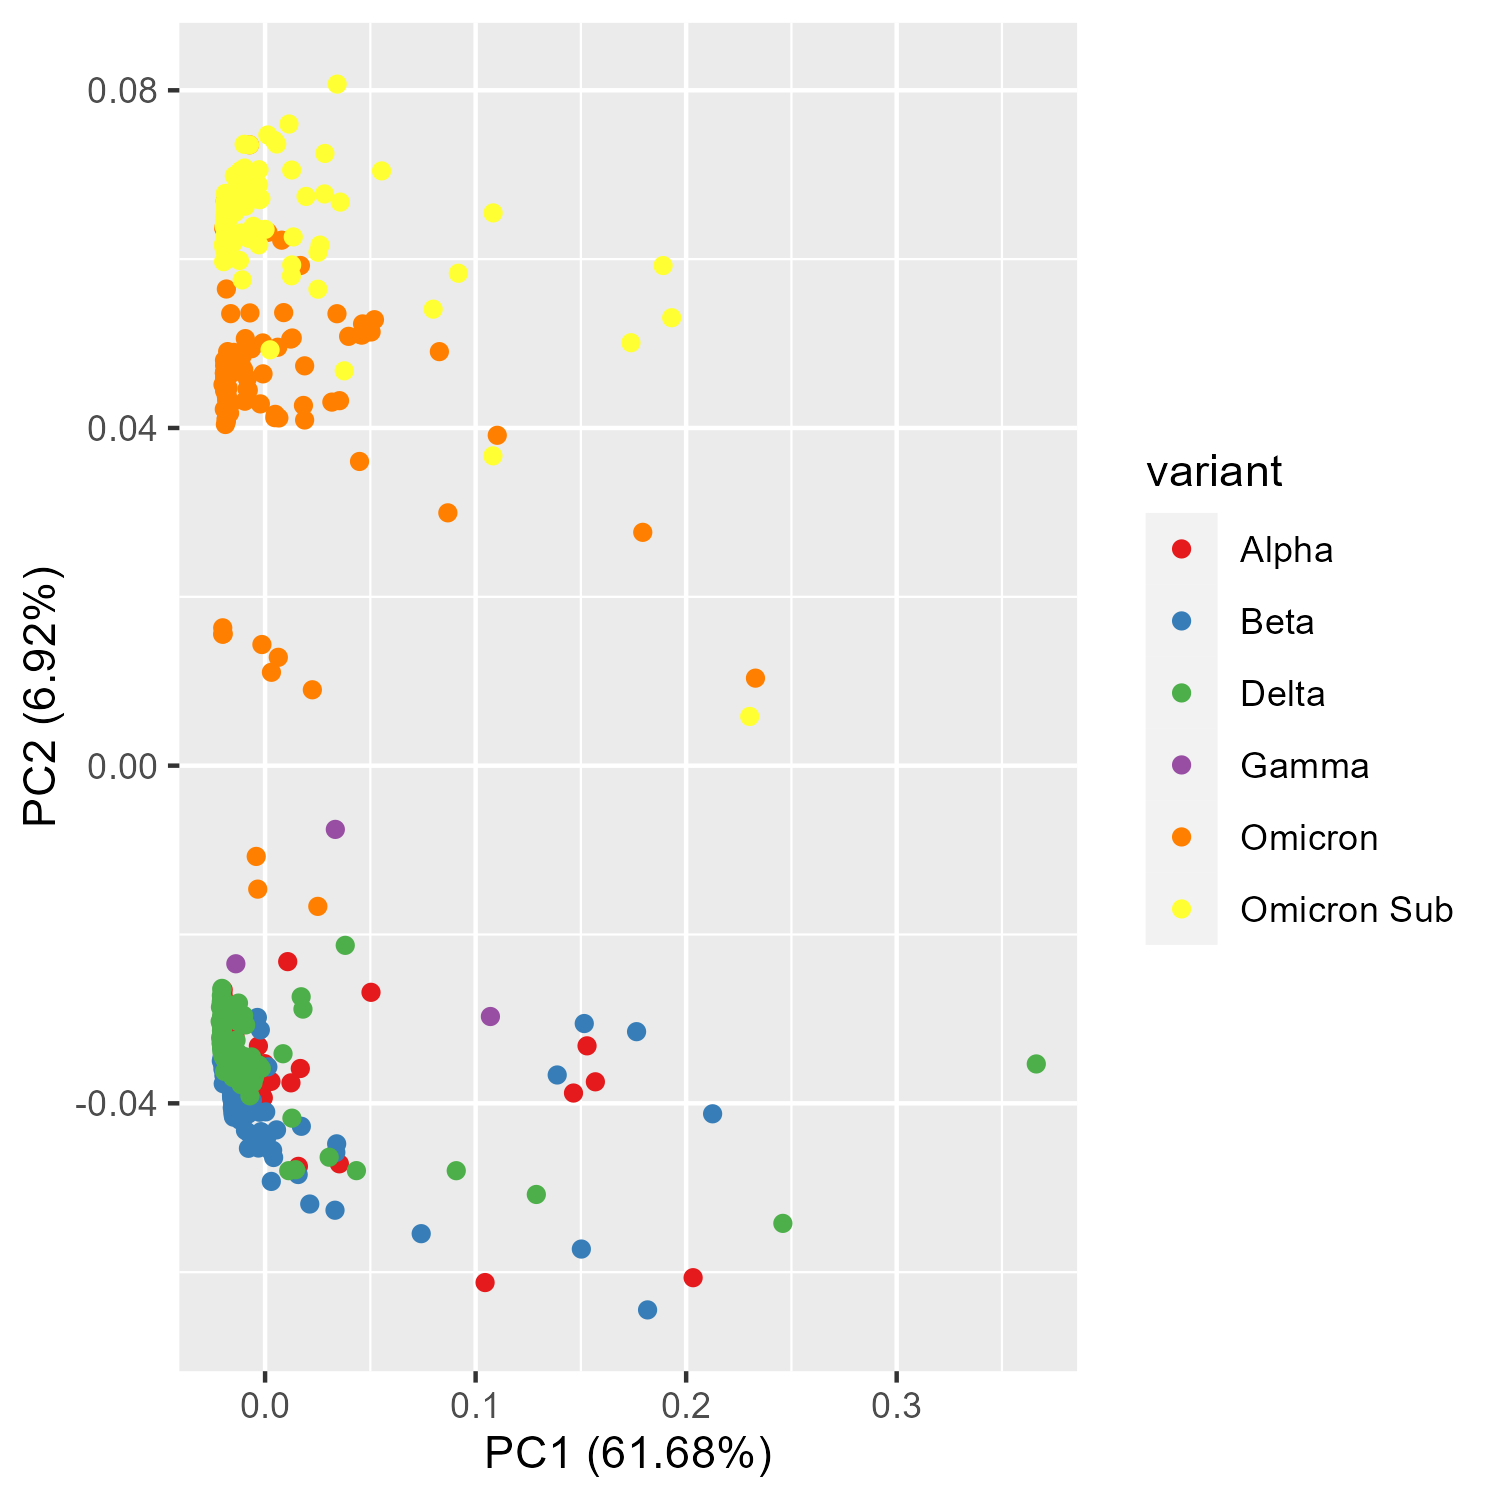 0.08
0.04
0.00
-0.04
PC2 (6.92%)
0.0 0.1 0.2 0.3
PC1 (61.68%)
variant
Alpha
Beta
Delta
Gamma
Omicron
Omicron Sub